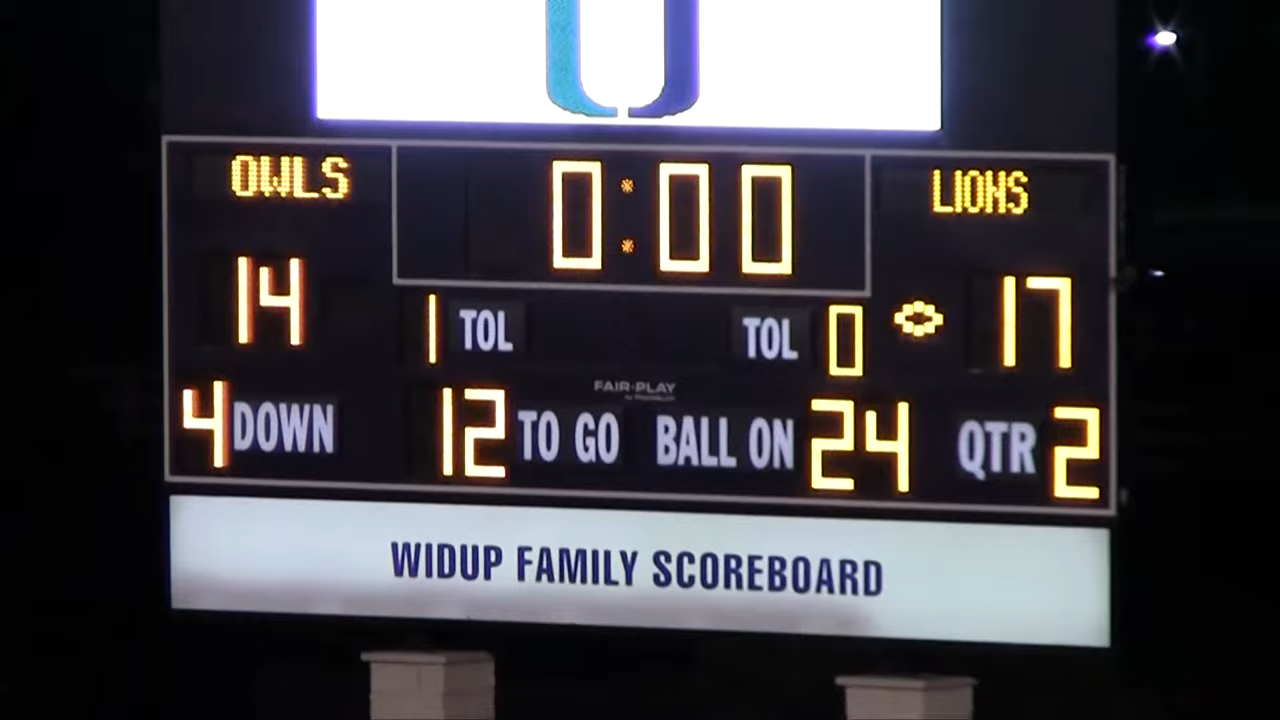 U
OWLS 0:00 LIONS
14 1 TOL TOL 0 17
FAIR-PLAY
4 DOWN 12 TO GO BALL ON 24 QTR 2
WIDUP FAMILY SCOREBOARD